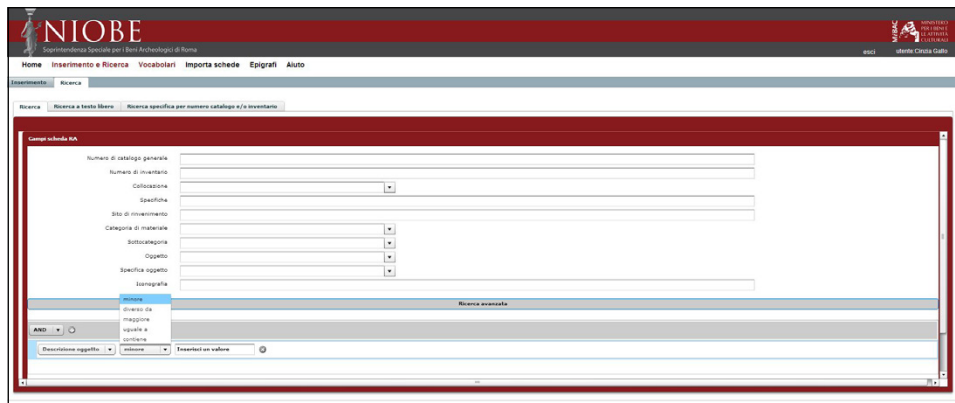 NIOBE
Soprintendenza Speciale per i Beni Archeologici di Roma
MiBAC
MINISTERO
PER I BENI E
LE ATTIVITÀ
CULTURALI
esci utente:Cinzia Gallo
Home Inserimento e Ricerca Vocabolari Importa schede Epigrafi Aiuto
Inserimento Ricerca
Ricerca Ricerca a testo libero Ricerca specifica per numero catalogo e/o inventario
Campi scheda RA
Numero di catalogo generale
Numero di inventario
Collocazione
Specifiche
Sito di rinvenimento
Categoria di materiale
Sottocategoria
Oggetto
Specifica oggetto
Iconografia
Ricerca avanzata
minore
diverso da
maggiore
uguale a
contiene
AND
Descrizione oggetto minore Inserisci un valore